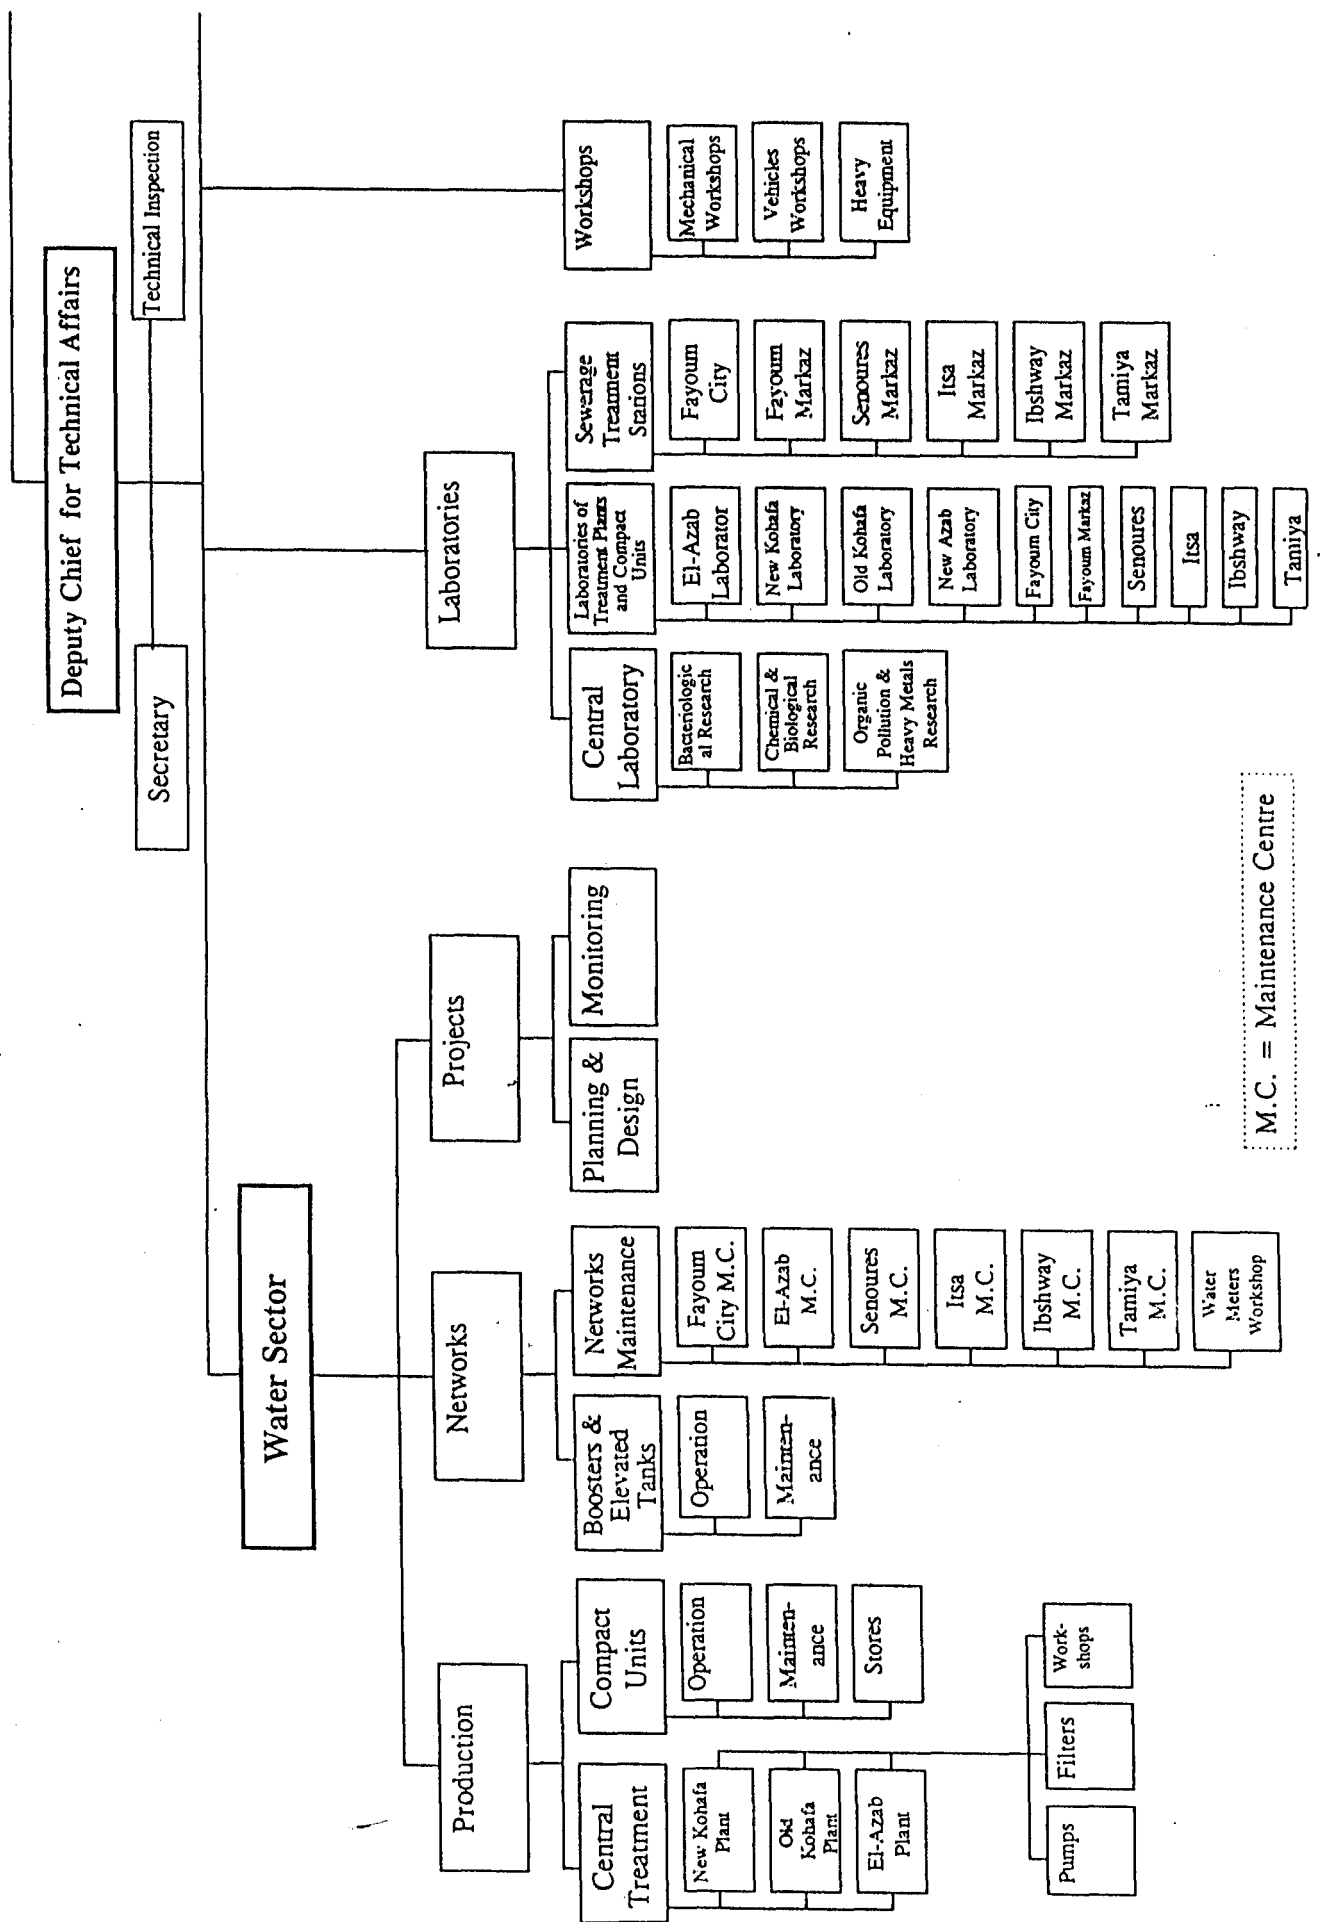 Deputy Chief for Technical Affairs
Secretary
Technical Inspection
Water Sector
Production
Networks
Projects
Laboratories
Workshops
Central
Treatment
New Kohafa
Plant
Old
Kohafa
Plant
El-Azab
Plant
Pumps
Filters
Work-
shops
Compact
Units
Operation
Mainten-
ance
Stores
Boosters &
Elevated
Tanks
Operation
Mainten-
ance
Networks
Maintenance
Fayoum
City M.C.
El-Azab
M.C.
Senoures
M.C.
Itsa
M.C.
Ibshway
M.C.
Tamiya
M.C.
Water
Meters
Workshop
Planning &
Design
Monitoring
Central
Laboratory
Bacteriologic
al Research
Chemical &
Biological
Research
Organic
Pollution &
Heavy Metals
Research
Laboratories of
Treatment Plants
and Compact
Units
El-Azab
Laborator
New Kohafa
Laboratory
Old Kohafa
Laboratory
New Azab
Laboratory
Fayoum City
Fayoum Markaz
Senoures
Itsa
Ibshway
Tamiya
Sewerage
Treatment
Stations
Fayoum
City
Fayoum
Markaz
Senoures
Markaz
Itsa
Markaz
Ibshway
Markaz
Tamiya
Markaz
Mechanical
Workshops
Vehicles
Workshops
Heavy
Equipment
M.C. = Maintenance Centre